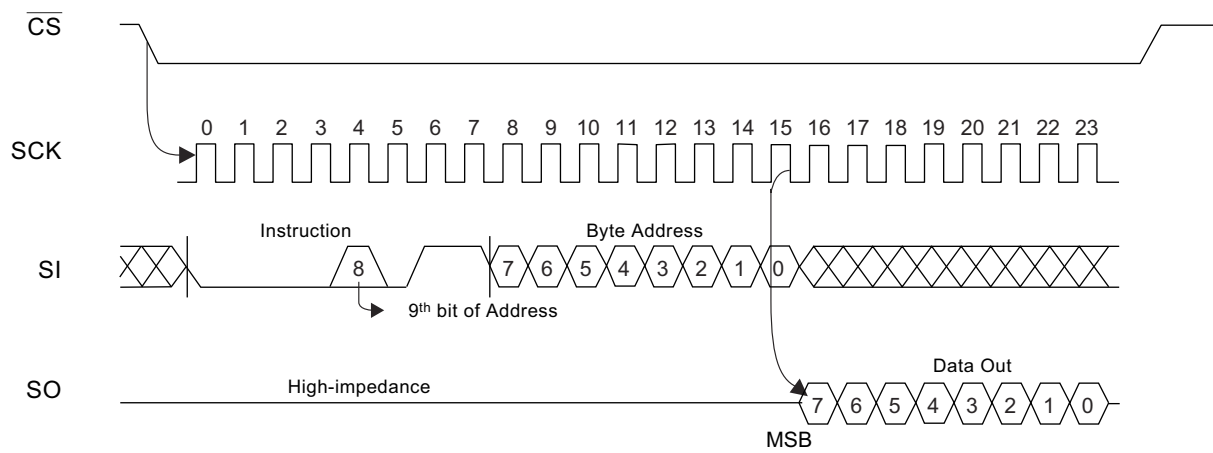 CS
0 1 2 3 4 5 6 7 8 9 10 11 12 13 14 15 16 17 18 19 20 21 22 23
SCK
Instruction Byte Address
SI 8 7 6 5 4 3 2 1 0
9th bit of Address
Data Out
High-impedance
SO 7 6 5 4 3 2 1 0
MSB